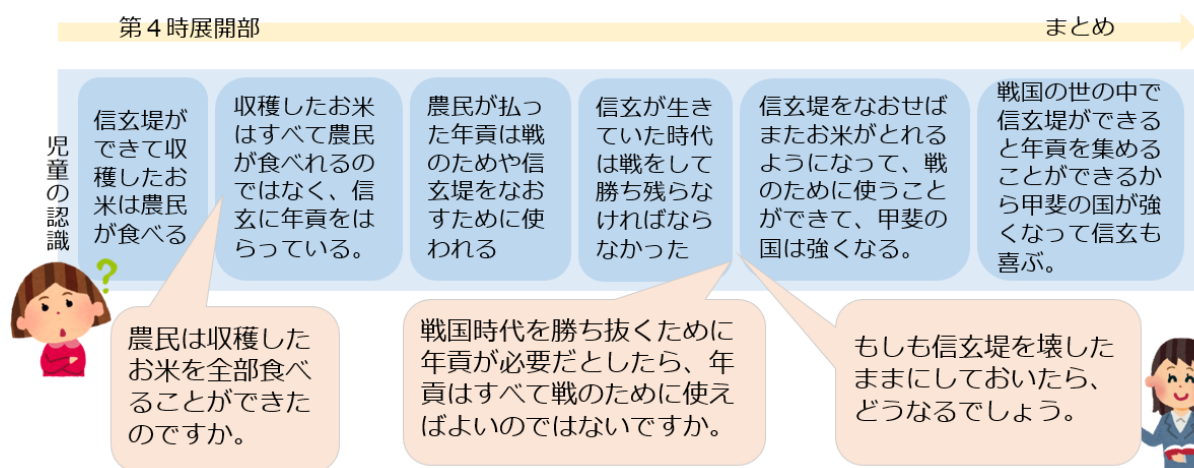 第４時展開部
まとめ
児童の認識
信玄堤が
できて収
穫したお
米は農民
が食べる
収穫したお米
はすべて農民
が食べれるの
ではなく、信
玄に年貢をは
らっている。
農民が払っ
た年貢は戦
のためや信
玄堤をなお
すために使
われる
信玄が生き
ていた時代
は戦をして
勝ち残らな
ければなら
なかった
信玄堤をなおせば
またお米がとれる
ようになって、戦
のために使うこと
ができて、甲斐の
国は強くなる。
戦国の世の中で
信玄堤ができる
と年貢を集める
ことができるか
ら甲斐の国が強
くなって信玄も
喜ぶ。
?
農民は収穫した
お米を全部食べ
ることができた
のですか。
戦国時代を勝ち抜くために
年貢が必要だとしたら、年
貢はすべて戦のために使え
ばよいのではないですか。
もしも信玄堤を壊した
ままにしておいたら、
どうなるでしょう。